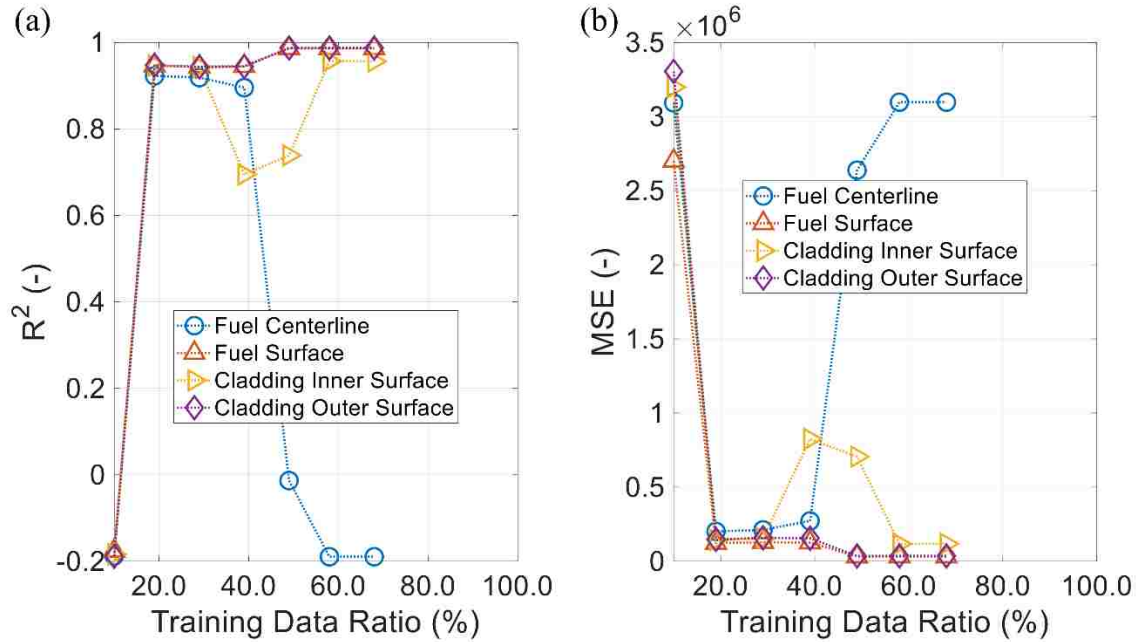 (a)
R² (-)
1
0.8
0.6
0.4
0.2
0
-0.2
20.0 40.0 60.0 80.0 100.0
Training Data Ratio (%)
Fuel Centerline
Fuel Surface
Cladding Inner Surface
Cladding Outer Surface
(b)
×10⁶
MSE (-)
3.5
3
2.5
2
1.5
1
0.5
0
20.0 40.0 60.0 80.0 100.0
Training Data Ratio (%)
Fuel Centerline
Fuel Surface
Cladding Inner Surface
Cladding Outer Surface